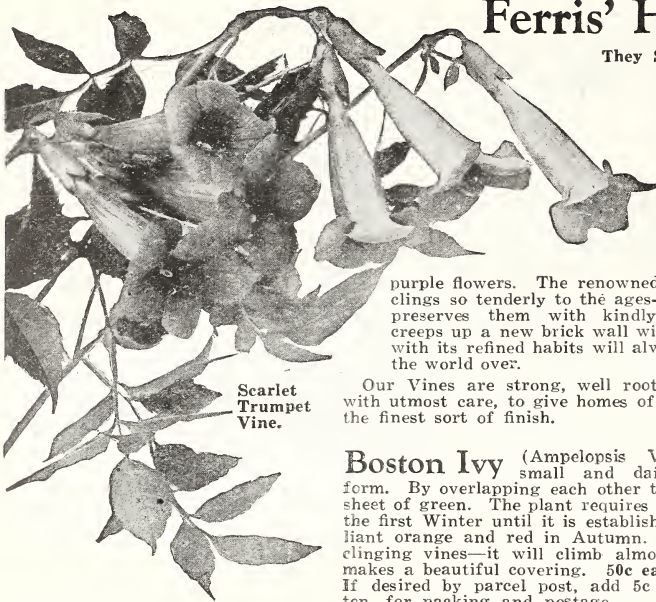 Ferris' H
They
purple flowers. The renowned
clings so tenderly to the ages-
preserves them with kindly
creeps up a new brick wall wi
with its refined habits will alv
the world over.
Scarlet
Trumpet
Vine.
Our Vines are strong, well root
with utmost care, to give homes of
the finest sort of finish.
Boston Ivy (Ampelopsis V
small and dai
form. By overlapping each other t
sheet of green. The plant requires
the first Winter until it is establish
liant orange and red in Autumn.
clinging vines—it will climb almo
makes a beautiful covering. 50c ea
If desired by parcel post, add 5c
ten, for packing and postage